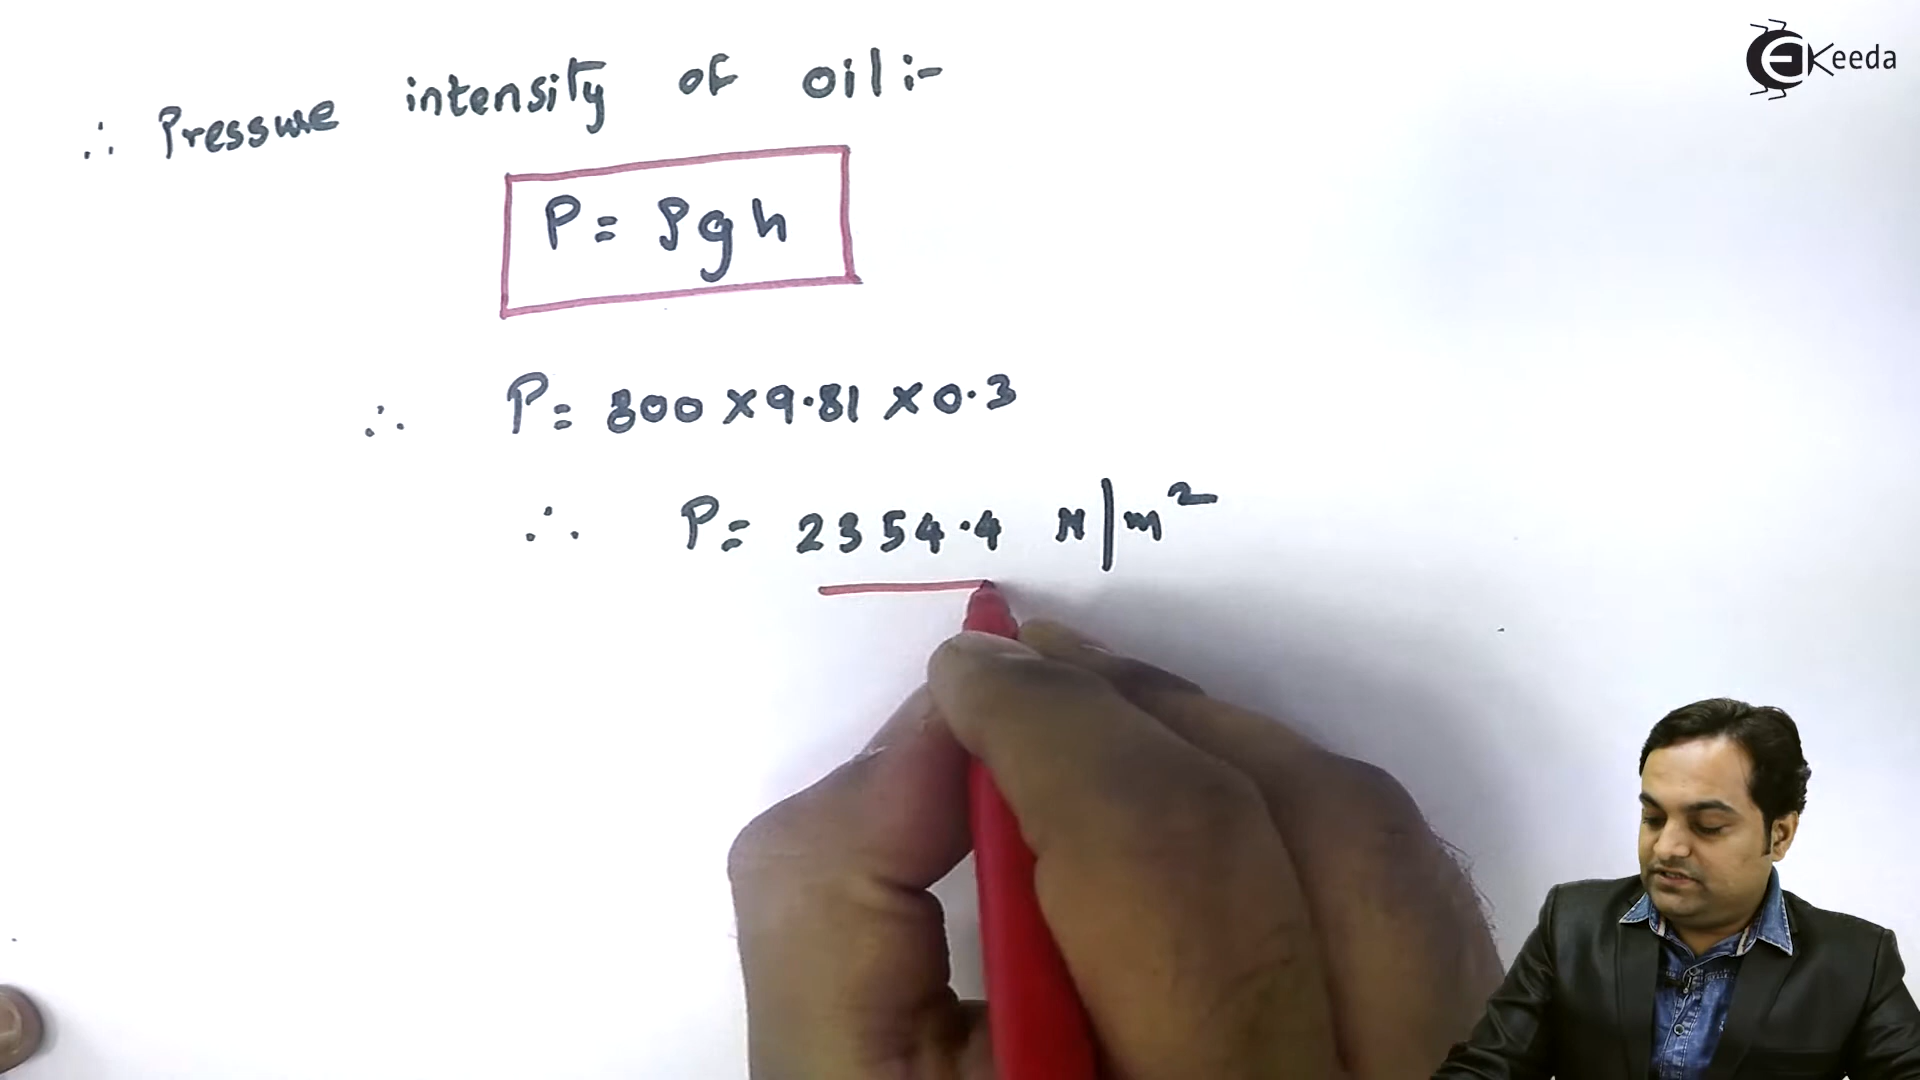 ∴ Pressure intensity of oil :-
P = ρgh
∴ P = 800 × 9.81 × 0.3
∴ P = 2354.4 N/m²
EKeeda